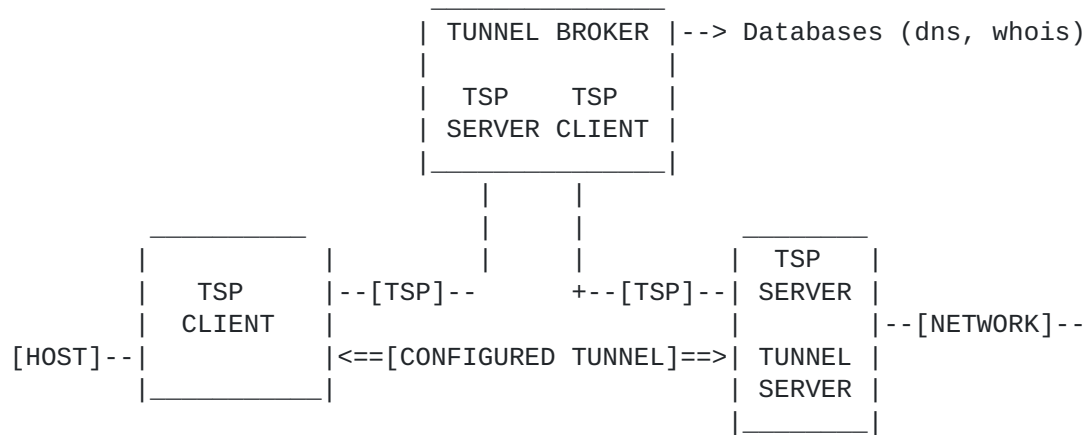 TUNNEL BROKER |--> Databases (dns, whois)
TSP TSP
SERVER CLIENT
TSP
TSP --[TSP]-- +--[TSP]-- SERVER
CLIENT --[NETWORK]--
[HOST]-- <==[CONFIGURED TUNNEL]==> TUNNEL
SERVER